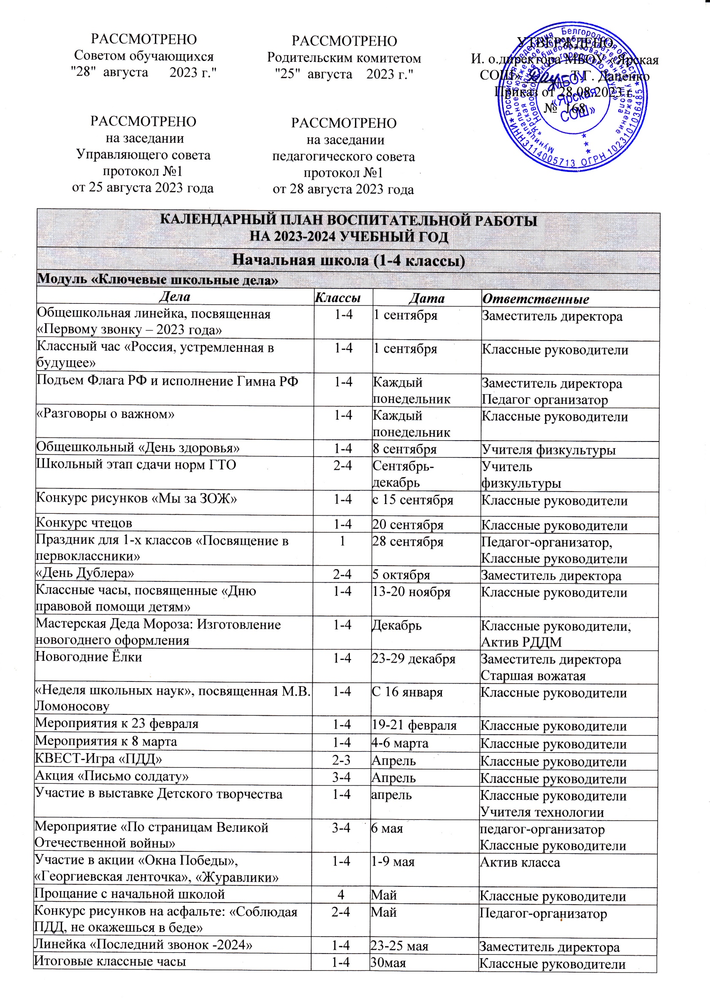 РАССМОТРЕНО
Советом обучающихся
"28" августа 2023 г."
РАССМОТРЕНО
Родительским комитетом
"25" августа 2023 г."
УТВЕРЖДЕНО
И. о.директора МБОУ «Ярская
СОШ» Т.Г. Даценко
Приказ от 28.08.2023 г.
№ 168
* Российская Федерация Белгородская область *
ИНН 3114005713 ОГРН 1023101036485
Муниципальное бюджетное общеобразовательное учреждение
«Ярская средняя общеобразовательная школа
Новооскольского городского округа»
МБОУ
«Ярская
СОШ»
* * *
РАССМОТРЕНО
на заседании
Управляющего совета
протокол №1
от 25 августа 2023 года
РАССМОТРЕНО
на заседании
педагогического совета
протокол №1
от 28 августа 2023 года
КАЛЕНДАРНЫЙ ПЛАН ВОСПИТАТЕЛЬНОЙ РАБОТЫ
НА 2023-2024 УЧЕБНЫЙ ГОД
Начальная школа (1-4 классы)
Модуль «Ключевые школьные дела»
Дела Классы Дата Ответственные
Общешкольная линейка, посвященная 1-4 1 сентября Заместитель директора
«Первому звонку – 2023 года»
Классный час «Россия, устремленная в 1-4 1 сентября Классные руководители
будущее»
Подъем Флага РФ и исполнение Гимна РФ 1-4 Каждый Заместитель директора
понедельник Педагог организатор
«Разговоры о важном» 1-4 Каждый Классные руководители
понедельник
Общешкольный «День здоровья» 1-4 8 сентября Учителя физкультуры
Школьный этап сдачи норм ГТО 2-4 Сентябрь- Учитель
декабрь физкультуры
Конкурс рисунков «Мы за ЗОЖ» 1-4 с 15 сентября Классные руководители
Конкурс чтецов 1-4 20 сентября Классные руководители
Праздник для 1-х классов «Посвящение в 1 28 сентября Педагог-организатор,
первоклассники» Классные руководители
«День Дублера» 2-4 5 октября Заместитель директора
Классные часы, посвященные «Дню 1-4 13-20 ноября Классные руководители
правовой помощи детям»
Мастерская Деда Мороза: Изготовление 1-4 Декабрь Классные руководители,
новогоднего оформления Актив РДДМ
Новогодние Ёлки 1-4 23-29 декабря Заместитель директора
Старшая вожатая
«Неделя школьных наук», посвященная М.В. 1-4 С 16 января Классные руководители
Ломоносову
Мероприятия к 23 февраля 1-4 19-21 февраля Классные руководители
Мероприятия к 8 марта 1-4 4-6 марта Классные руководители
КВЕСТ-Игра «ПДД» 2-3 Апрель Классные руководители
Акция «Письмо солдату» 3-4 Апрель Классные руководители
Участие в выставке Детского творчества 1-4 апрель Классные руководители
Учителя технологии
Мероприятие «По страницам Великой 3-4 6 мая педагог-организатор
Отечественной войны» Классные руководители
Участие в акции «Окна Победы», 1-4 1-9 мая Актив класса
«Георгиевская ленточка», «Журавлики»
Прощание с начальной школой 4 Май Классные руководители
Конкурс рисунков на асфальте: «Соблюдая 2-4 Май Педагог-организатор
ПДД, не окажешься в беде»
Линейка «Последний звонок -2024» 1-4 23-25 мая Заместитель директора
Итоговые классные часы 1-4 30мая Классные руководители